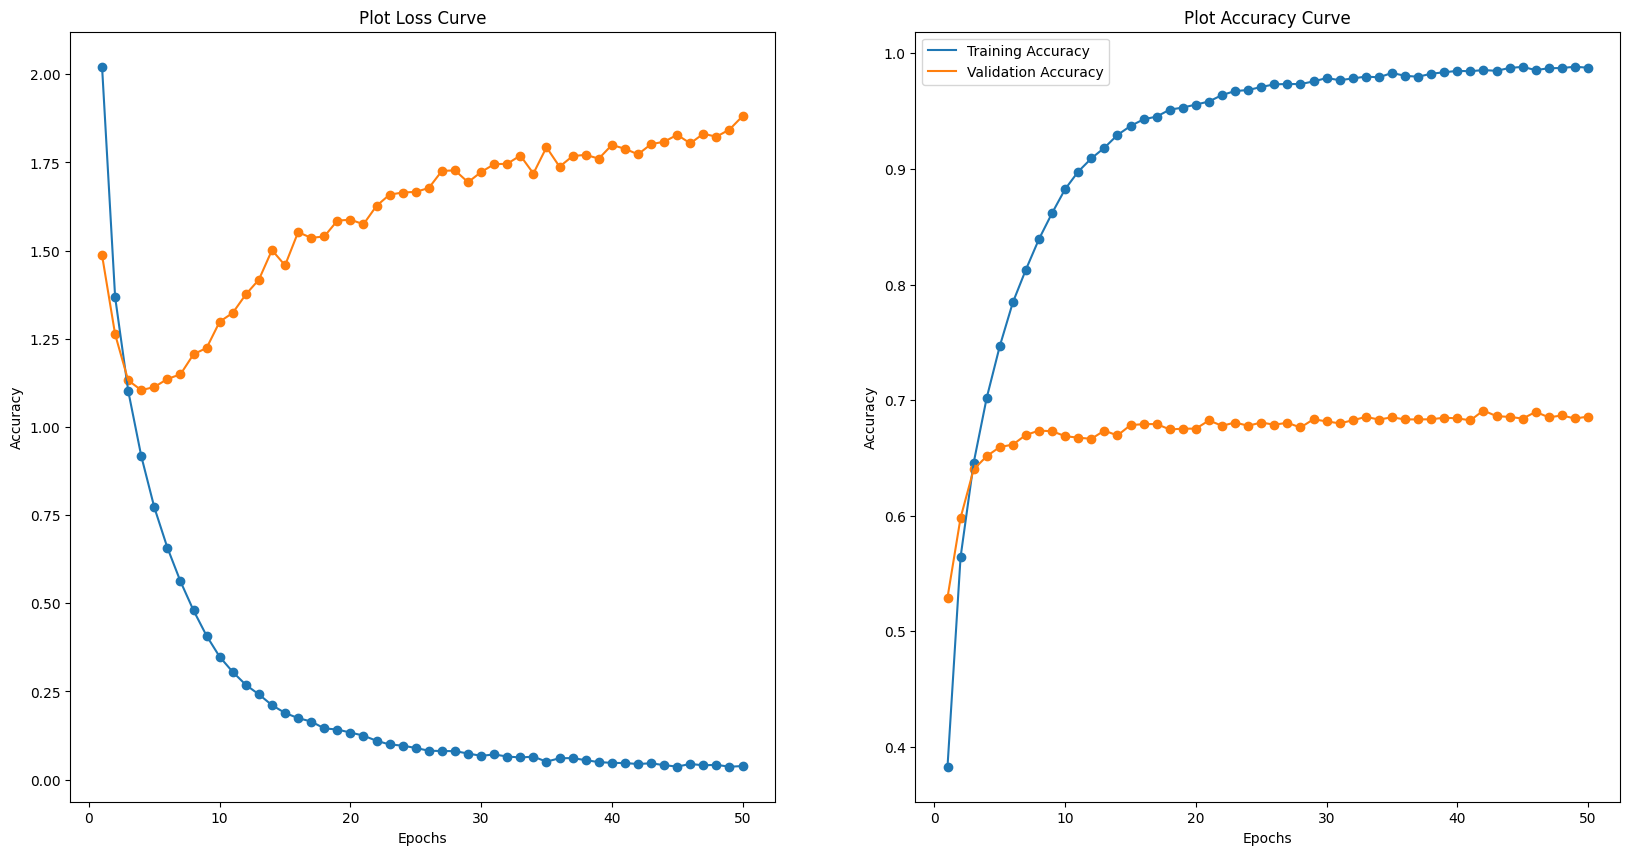 Plot Loss Curve
2.00
1.75
1.50
1.25
1.00
0.75
0.50
0.25
0.00
Accuracy
0 10 20 30 40 50
Epochs
Plot Accuracy Curve
Training Accuracy
Validation Accuracy
1.0
0.9
0.8
0.7
0.6
0.5
0.4
Accuracy
0 10 20 30 40 50
Epochs